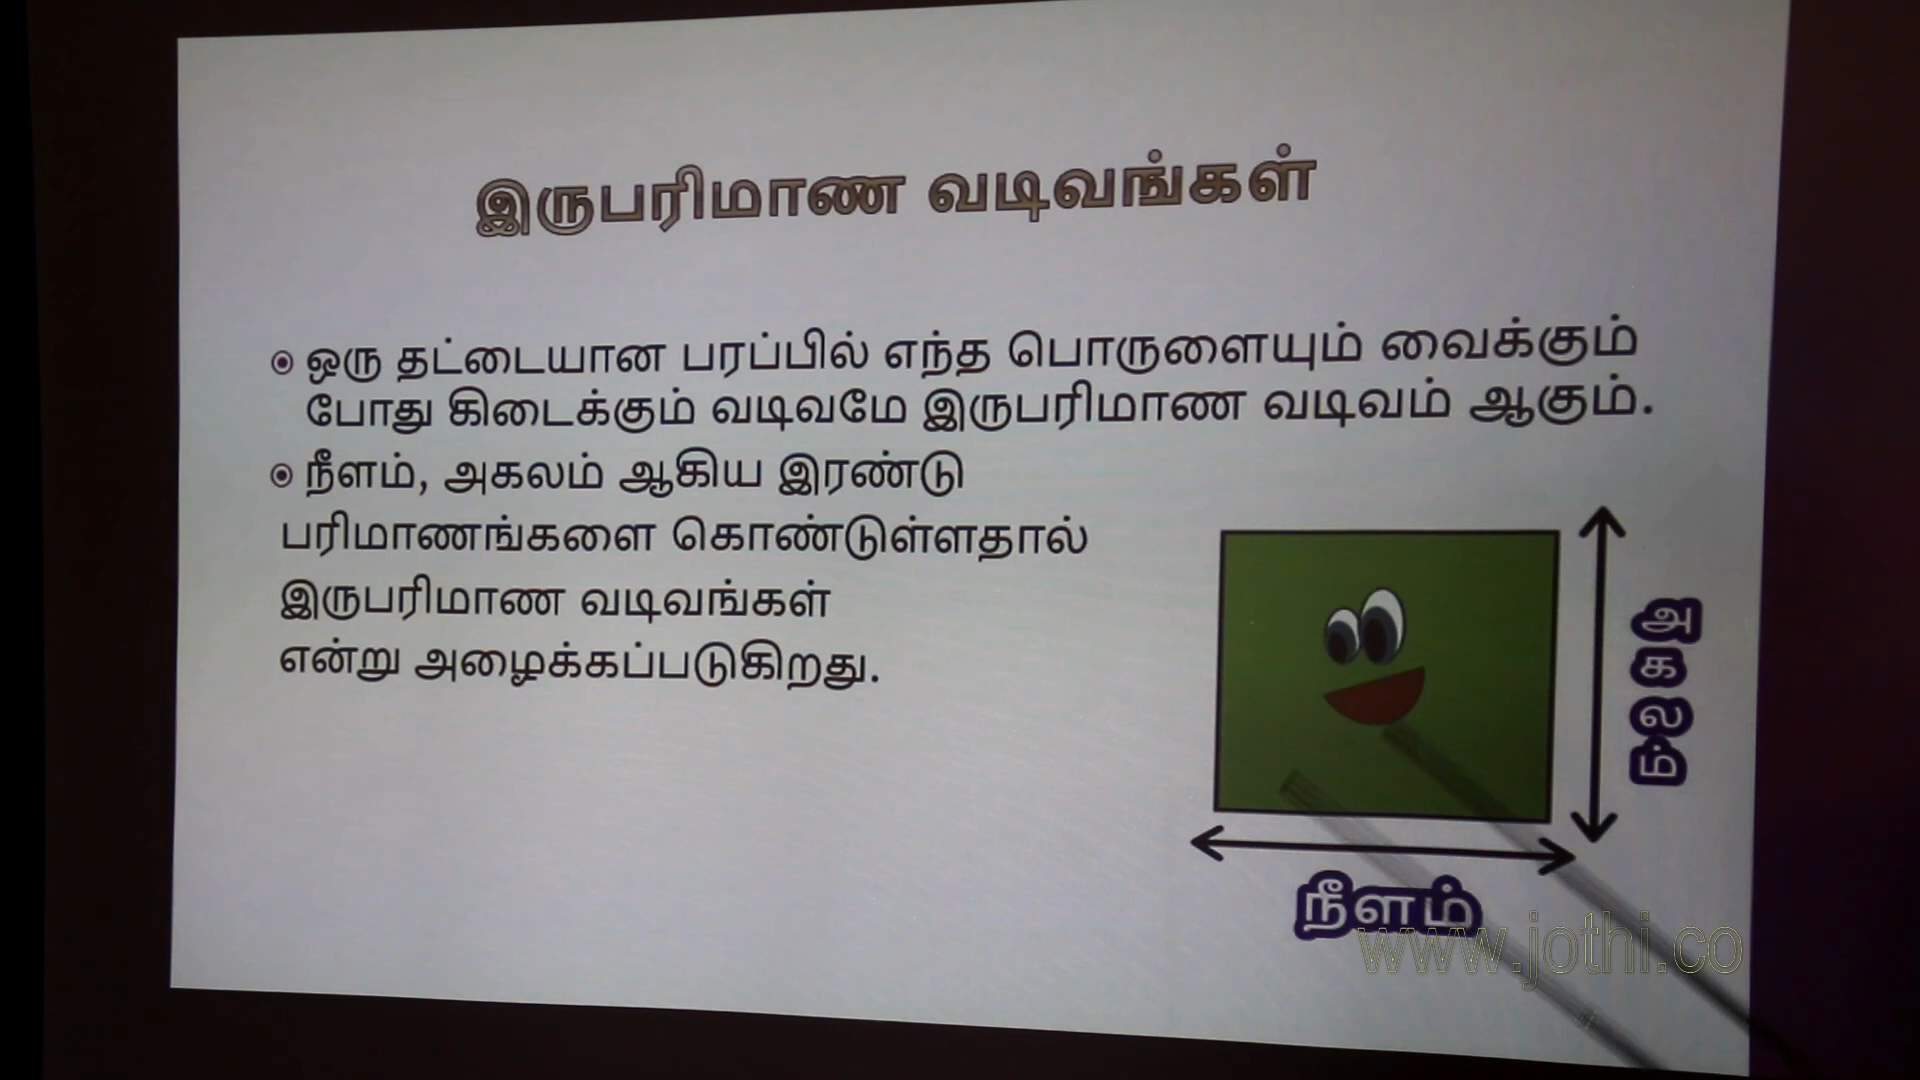 இருபரிமாண வடிவங்கள்
ஒரு தட்டையான பரப்பில் எந்த பொருளையும் வைக்கும்
போது கிடைக்கும் வடிவமே இருபரிமாண வடிவம் ஆகும்.
நீளம், அகலம் ஆகிய இரண்டு
பரிமாணங்களை கொண்டுள்ளதால்
இருபரிமாண வடிவங்கள்
என்று அழைக்கப்படுகிறது.
அகலம்
நீளம்
www.jothi.co